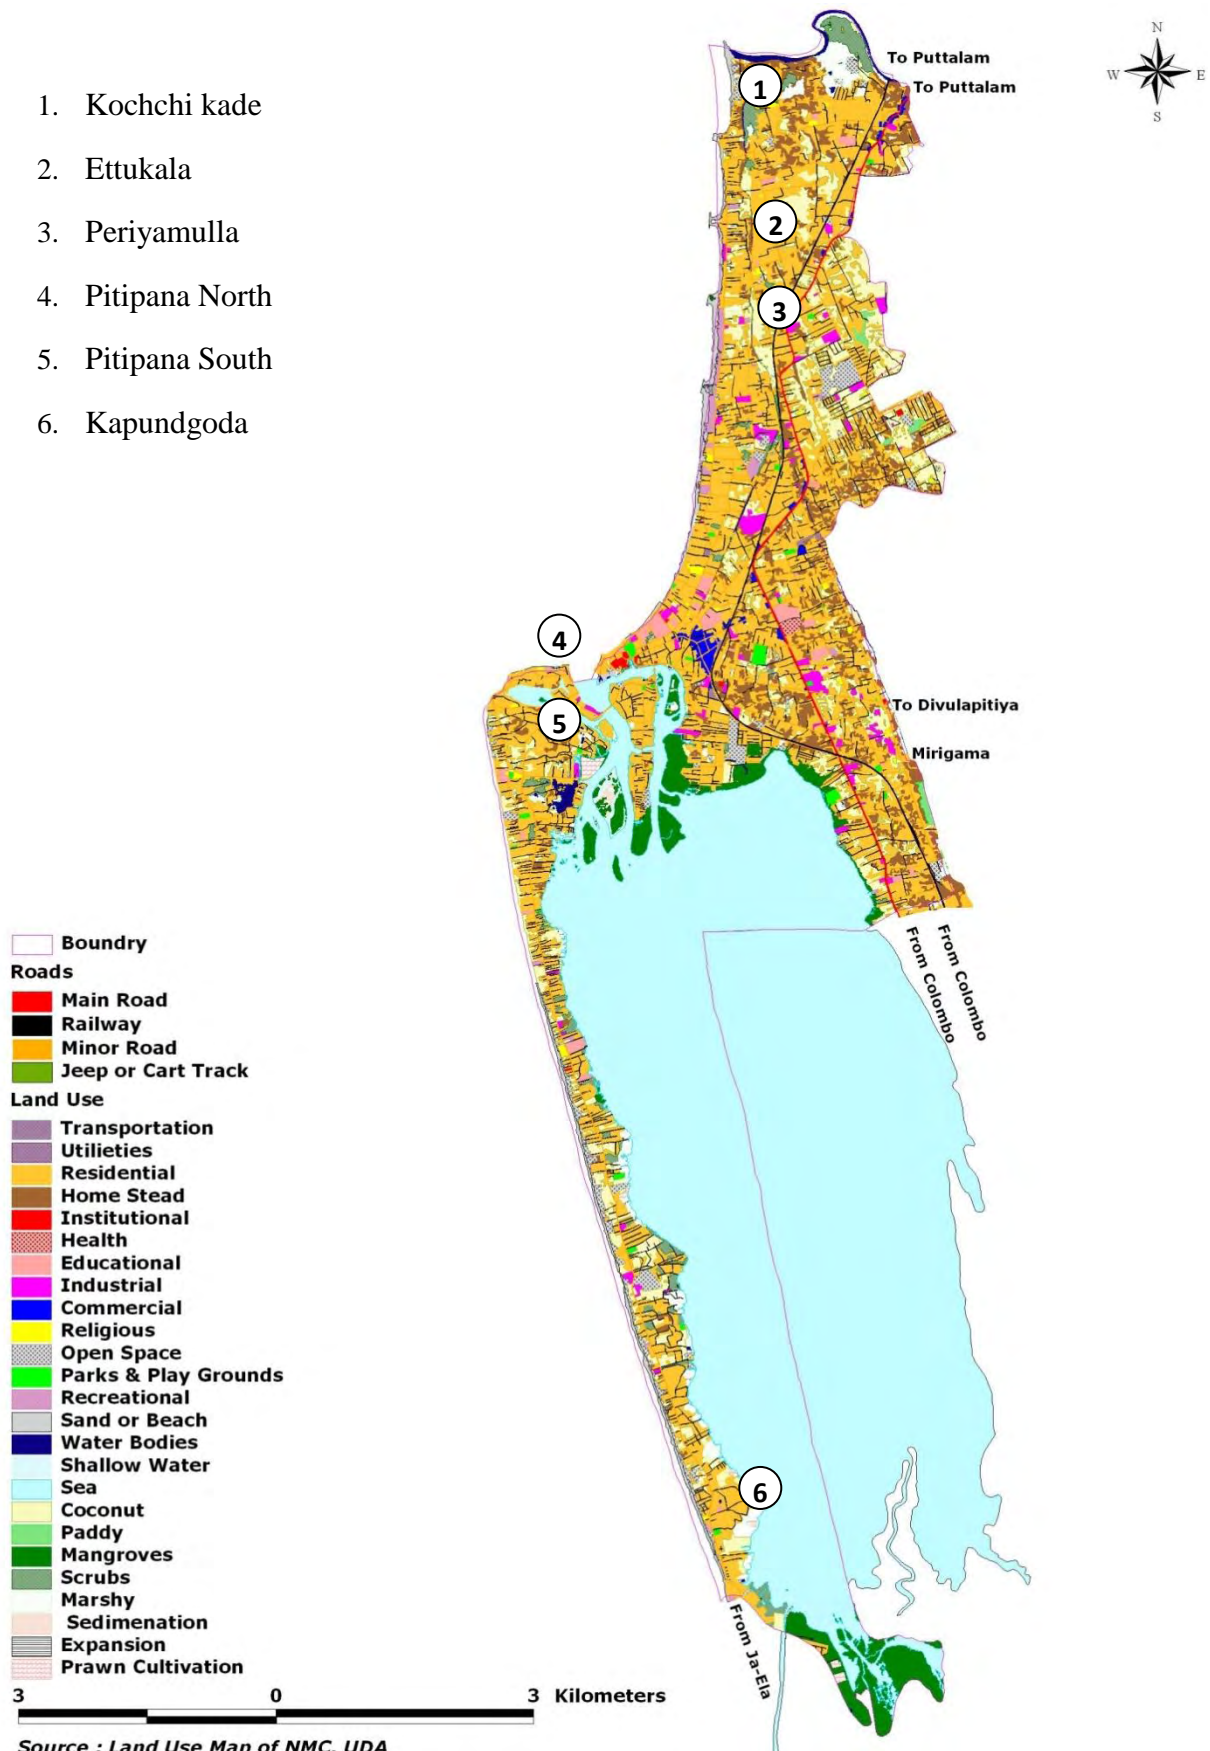 N
W
E
S
To Puttalam
To Puttalam
1. Kochchi kade
2. Ettukala
3. Periyamulla
4. Pitipana North
5. Pitipana South
6. Kapundgoda
1
2
3
4
5
6
To Divulapitiya
Mirigama
From Colombo
From Colombo
From Ja-Ela
Boundry
Roads
Main Road
Railway
Minor Road
Jeep or Cart Track
Land Use
Transportation
Utilieties
Residential
Home Stead
Institutional
Health
Educational
Industrial
Commercial
Religious
Open Space
Parks & Play Grounds
Recreational
Sand or Beach
Water Bodies
Shallow Water
Sea
Coconut
Paddy
Mangroves
Scrubs
Marshy
Sedimenation
Expansion
Prawn Cultivation
3 0 3 Kilometers
Source : Land Use Map of NMC, UDA